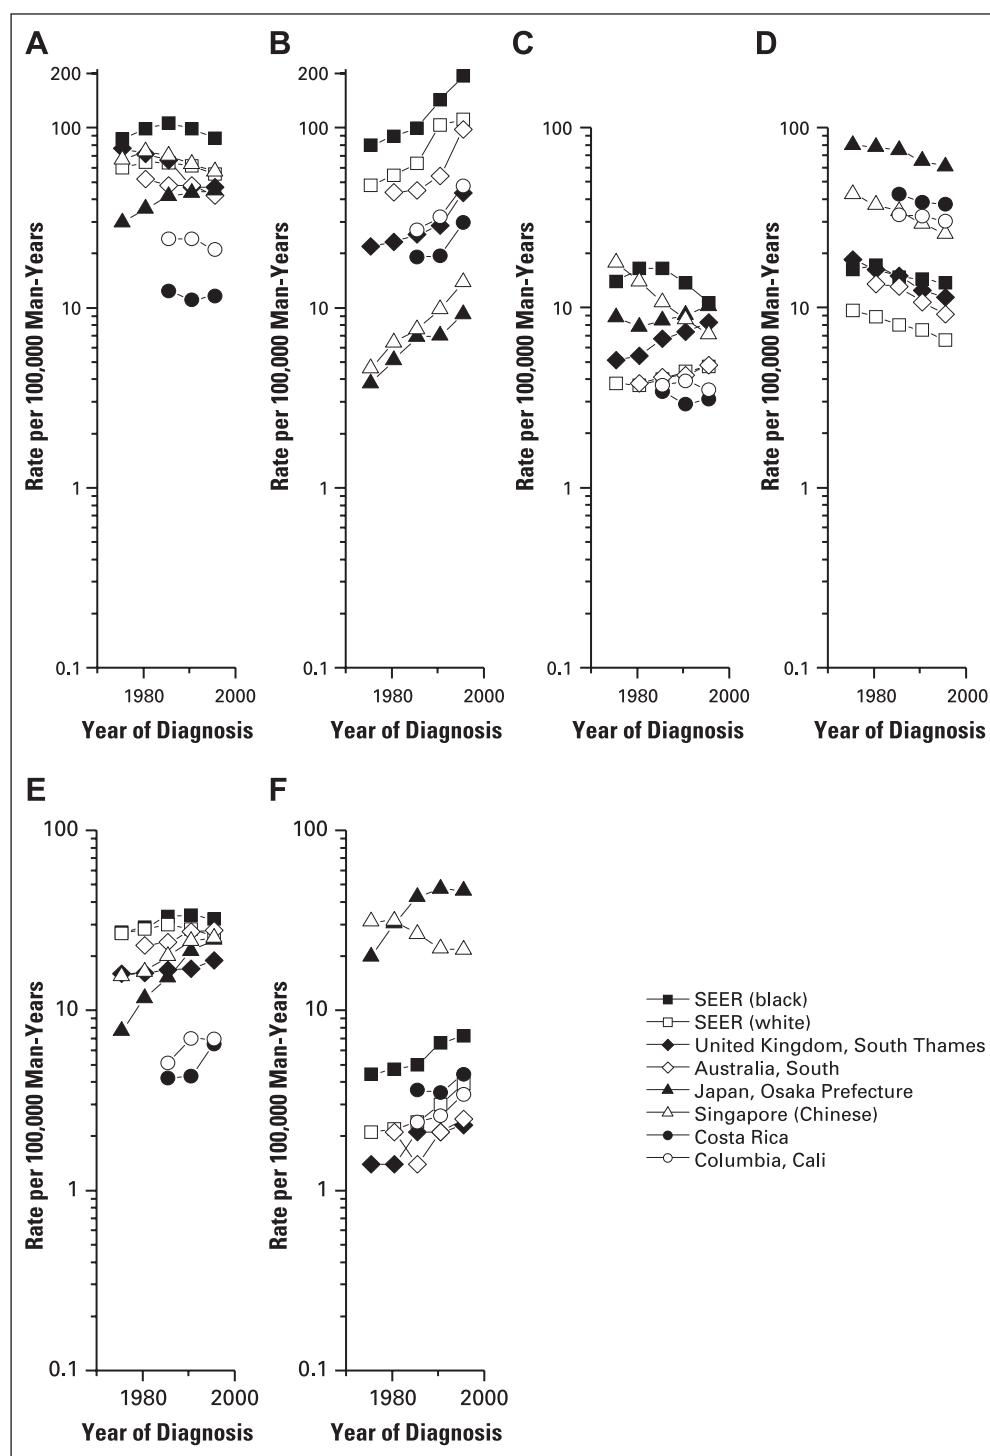 A
B
C
D
200
100
10
1
0.1
Rate per 100,000 Man-Years
1980
2000
Year of Diagnosis
200
100
10
1
0.1
Rate per 100,000 Man-Years
1980
2000
Year of Diagnosis
100
10
1
0.1
Rate per 100,000 Man-Years
1980
2000
Year of Diagnosis
100
10
1
0.1
Rate per 100,000 Man-Years
1980
2000
Year of Diagnosis
E
F
100
10
1
0.1
Rate per 100,000 Man-Years
1980
2000
Year of Diagnosis
100
10
1
0.1
Rate per 100,000 Man-Years
1980
2000
Year of Diagnosis
SEER (black)
SEER (white)
United Kingdom, South Thames
Australia, South
Japan, Osaka Prefecture
Singapore (Chinese)
Costa Rica
Columbia, Cali